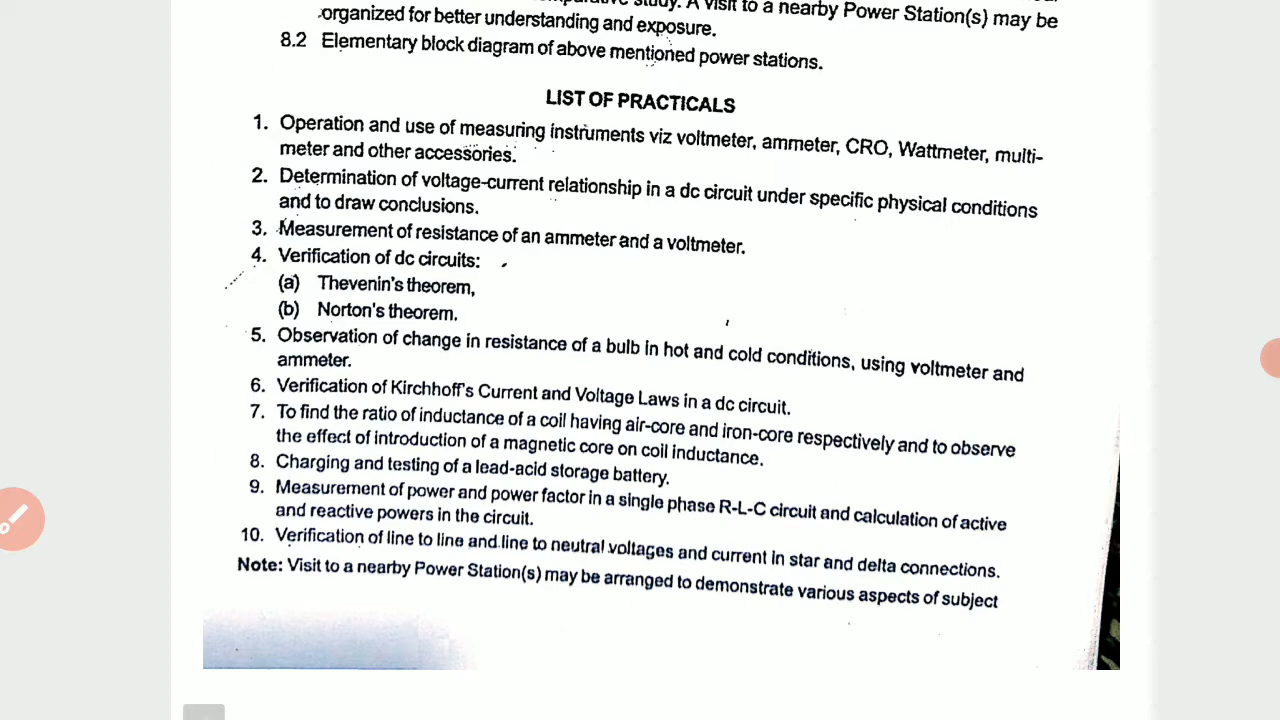 study. A visit to a nearby Power Station(s) may be
organized for better understanding and exposure.
8.2 Elementary block diagram of above mentioned power stations.
LIST OF PRACTICALS
1. Operation and use of measuring instruments viz voltmeter, ammeter, CRO, Wattmeter, multi-
meter and other accessories.
2. Determination of voltage-current relationship in a dc circuit under specific physical conditions
and to draw conclusions.
3. Measurement of resistance of an ammeter and a voltmeter.
4. Verification of dc circuits:
(a) Thevenin's theorem,
(b) Norton's theorem.
5. Observation of change in resistance of a bulb in hot and cold conditions, using voltmeter and
ammeter.
6. Verification of Kirchhoff's Current and Voltage Laws in a dc circuit.
7. To find the ratio of inductance of a coil having air-core and iron-core respectively and to observe
the effect of introduction of a magnetic core on coil inductance.
8. Charging and testing of a lead-acid storage battery.
9. Measurement of power and power factor in a single phase R-L-C circuit and calculation of active
and reactive powers in the circuit.
10. Verification of line to line and line to neutral voltages and current in star and delta connections.
Note: Visit to a nearby Power Station(s) may be arranged to demonstrate various aspects of subject